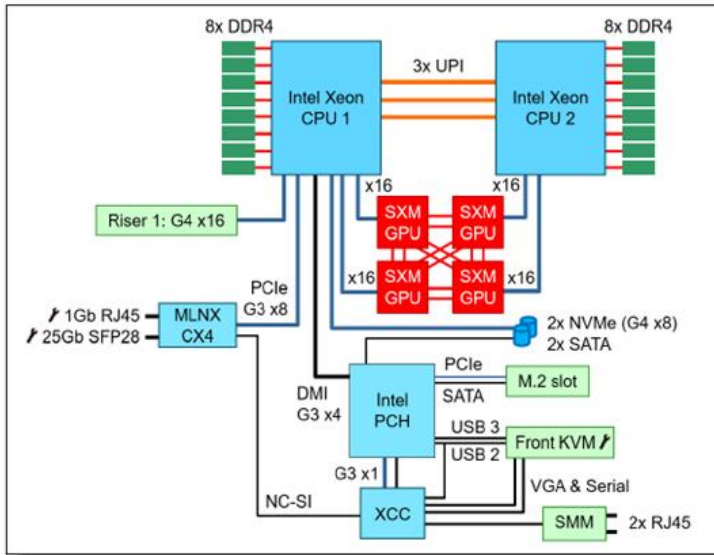 8x DDR4
8x DDR4
3x UPI
Intel Xeon
CPU 1
Intel Xeon
CPU 2
x16
x16
SXM
GPU
SXM
GPU
Riser 1: G4 x16
x16
SXM
GPU
SXM
GPU
x16
PCIe
G3 x8
1Gb RJ45
25Gb SFP28
MLNX
CX4
2x NVMe (G4 x8)
2x SATA
DMI
G3 x4
Intel
PCH
PCIe
SATA
M.2 slot
USB 3
USB 2
Front KVM
G3 x1
VGA & Serial
NC-SI
XCC
SMM
2x RJ45